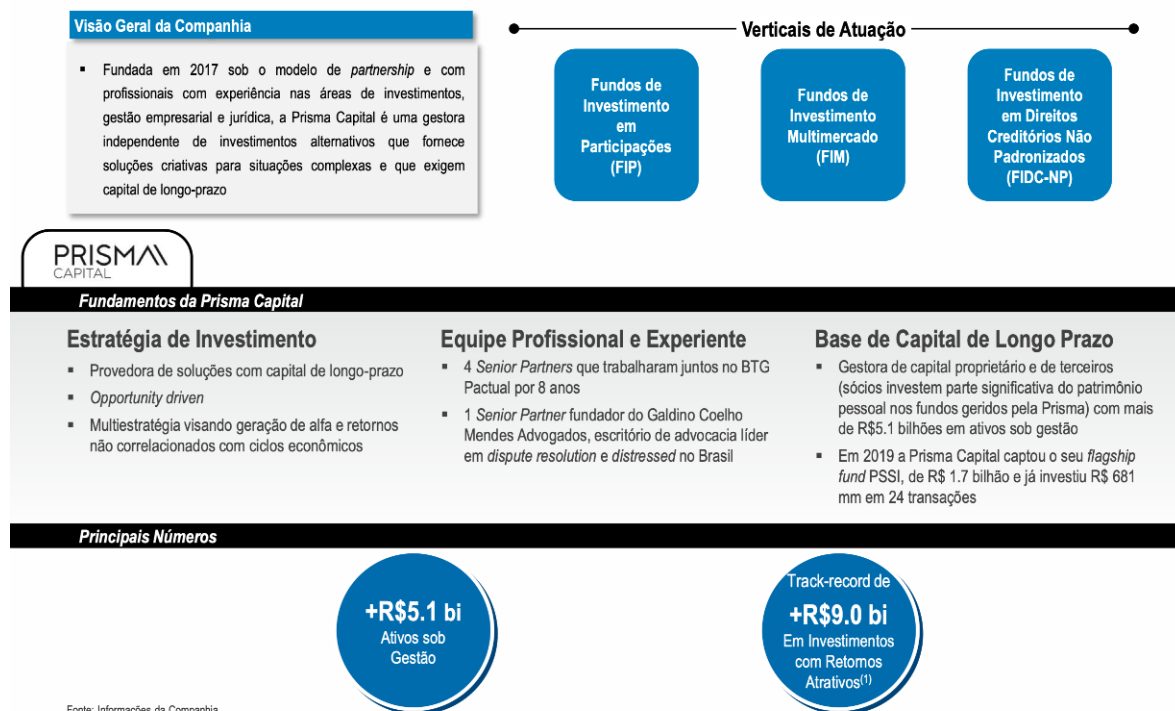 Visão Geral da Companhia
▪ Fundada em 2017 sob o modelo de partnership e com
profissionais com experiência nas áreas de investimentos,
gestão empresarial e jurídica, a Prisma Capital é uma gestora
independente de investimentos alternativos que fornece
soluções criativas para situações complexas e que exigem
capital de longo-prazo
Verticais de Atuação
Fundos de
Investimento
em
Participações
(FIP)
Fundos de
Investimento
Multimercado
(FIM)
Fundos de
Investimento
em Direitos
Creditórios Não
Padronizados
(FIDC-NP)
PRISMA
CAPITAL
Fundamentos da Prisma Capital
Estratégia de Investimento
▪ Provedora de soluções com capital de longo-prazo
▪ Opportunity driven
▪ Multiestratégia visando geração de alfa e retornos
não correlacionados com ciclos econômicos
Equipe Profissional e Experiente
▪ 4 Senior Partners que trabalharam juntos no BTG
Pactual por 8 anos
▪ 1 Senior Partner fundador do Galdino Coelho
Mendes Advogados, escritório de advocacia líder
em dispute resolution e distressed no Brasil
Base de Capital de Longo Prazo
▪ Gestora de capital proprietário e de terceiros
(sócios investem parte significativa do patrimônio
pessoal nos fundos geridos pela Prisma) com mais
de R$5.1 bilhões em ativos sob gestão
▪ Em 2019 a Prisma Capital captou o seu flagship
fund PSSI, de R$ 1.7 bilhão e já investiu R$ 681
mm em 24 transações
Principais Números
+R$5.1 bi
Ativos sob
Gestão
Track-record de
+R$9.0 bi
Em Investimentos
com Retornos
Atrativos(1)
Fonte: Informações da Companhia